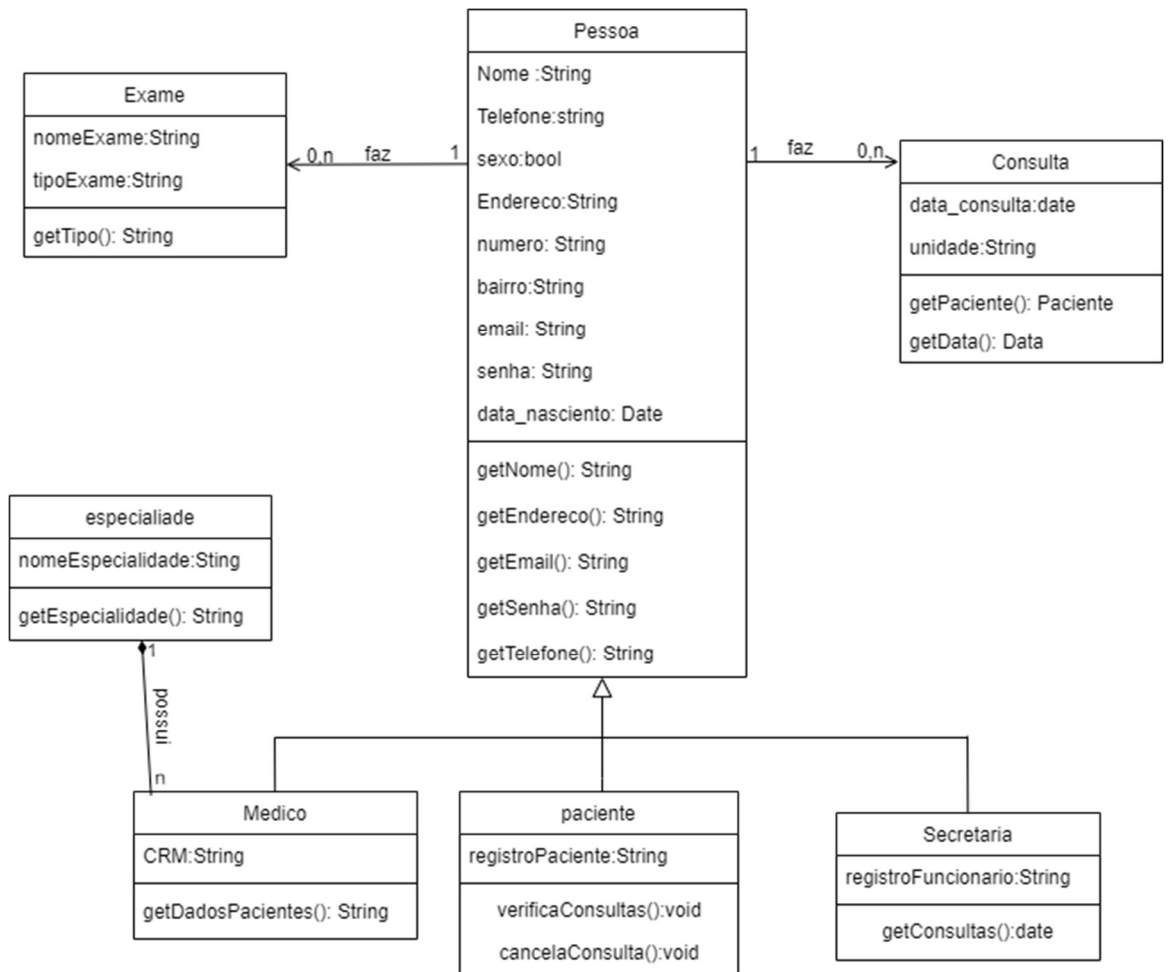 Pessoa
Nome :String
Telefone:string
sexo:bool
Endereco:String
numero: String
bairro:String
email: String
senha: String
data_nasciento: Date
getNome(): String
getEndereco(): String
getEmail(): String
getSenha(): String
getTelefone(): String
Exame
nomeExame:String
tipoExame:String
getTipo(): String
0,n faz 1
1 faz 0,n
Consulta
data_consulta:date
unidade:String
getPaciente(): Paciente
getData(): Data
especialiade
nomeEspecialidade:Sting
getEspecialidade(): String
1
possui
n
Medico
CRM:String
getDadosPacientes(): String
paciente
registroPaciente:String
verificaConsultas():void
cancelaConsulta():void
Secretaria
registroFuncionario:String
getConsultas():date